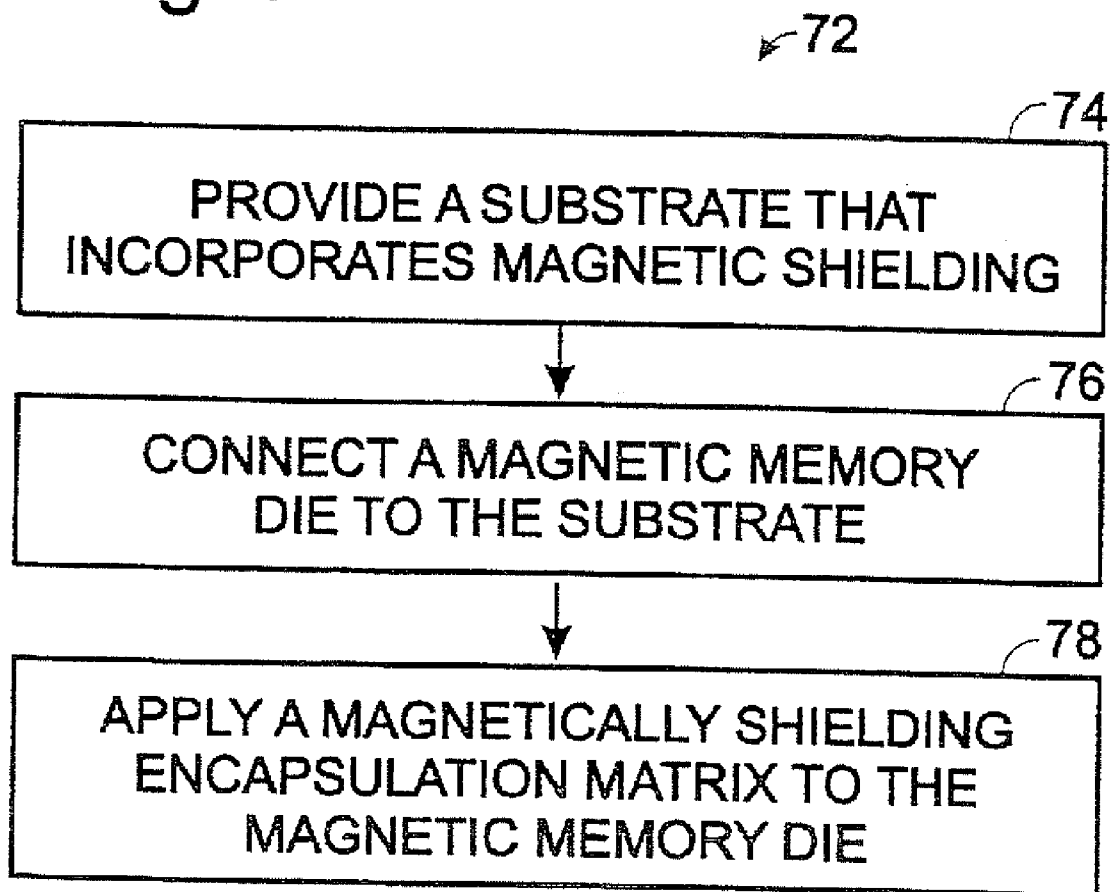 72
74
PROVIDE A SUBSTRATE THAT
INCORPORATES MAGNETIC SHIELDING
76
CONNECT A MAGNETIC MEMORY
DIE TO THE SUBSTRATE
78
APPLY A MAGNETICALLY SHIELDING
ENCAPSULATION MATRIX TO THE
MAGNETIC MEMORY DIE